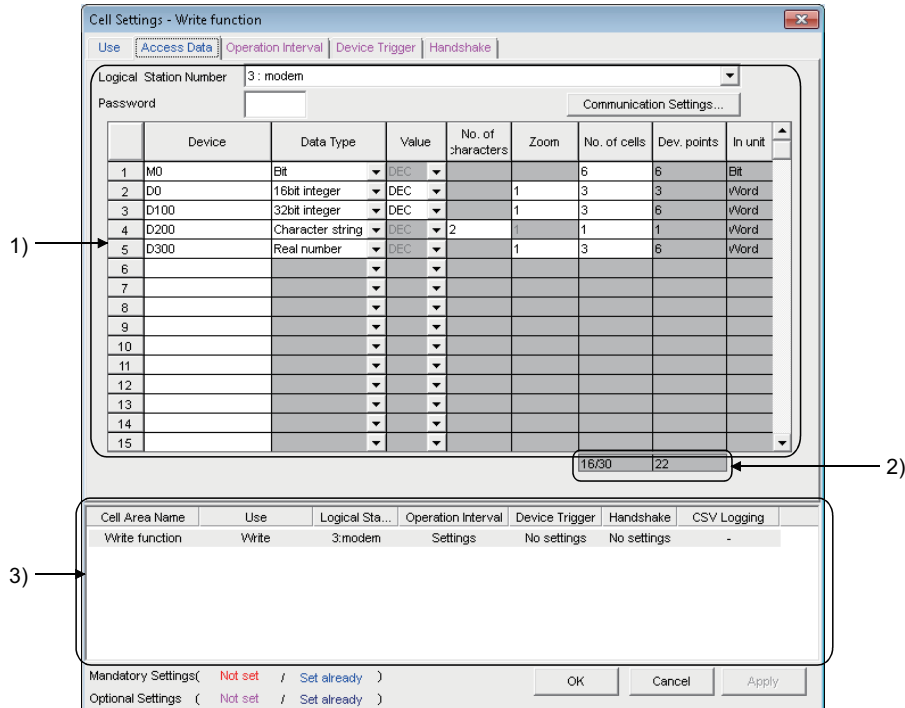 Cell Settings - Write function
Use Access Data Operation Interval Device Trigger Handshake
Logical Station Number 3 : modem
Password Communication Settings...
Device Data Type Value No. of characters Zoom No. of cells Dev. points In unit
1 M0 Bit DEC 6 6 Bit
2 D0 16bit integer DEC 1 3 3 Word
3 D100 32bit integer DEC 1 3 6 Word
4 D200 Character string DEC 2 1 1 1 Word
5 D300 Real number DEC 1 3 6 Word
6
7
8
9
10
11
12
13
14
15
16/30 22
1)
2)
Cell Area Name Use Logical Sta... Operation Interval Device Trigger Handshake CSV Logging
Write function Write 3:modem Settings No settings No settings -
3)
Mandatory Settings( Not set / Set already )
OK Cancel Apply
Optional Settings ( Not set / Set already )